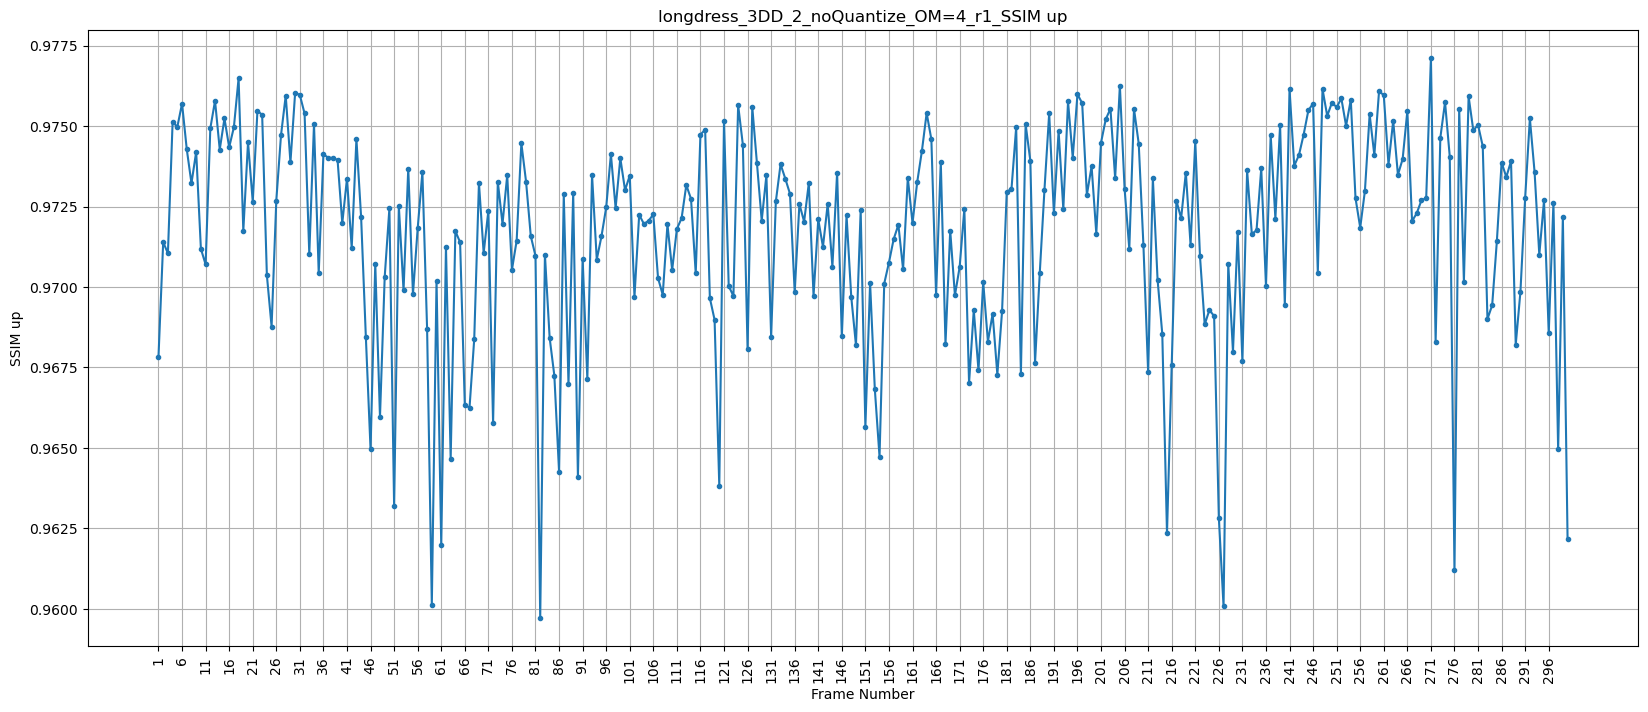 longdress_3DD_2_noQuantize_OM=4_r1_SSIM up
0.9775
0.9750
0.9725
0.9700
0.9675
0.9650
0.9625
0.9600
SSIM up
1 6 11 16 21 26 31 36 41 46 51 56 61 66 71 76 81 86 91 96 101 106 111 116 121 126 131 136 141 146 151 156 161 166 171 176 181 186 191 196 201 206 211 216 221 226 231 236 241 246 251 256 261 266 271 276 281 286 291 296
Frame Number